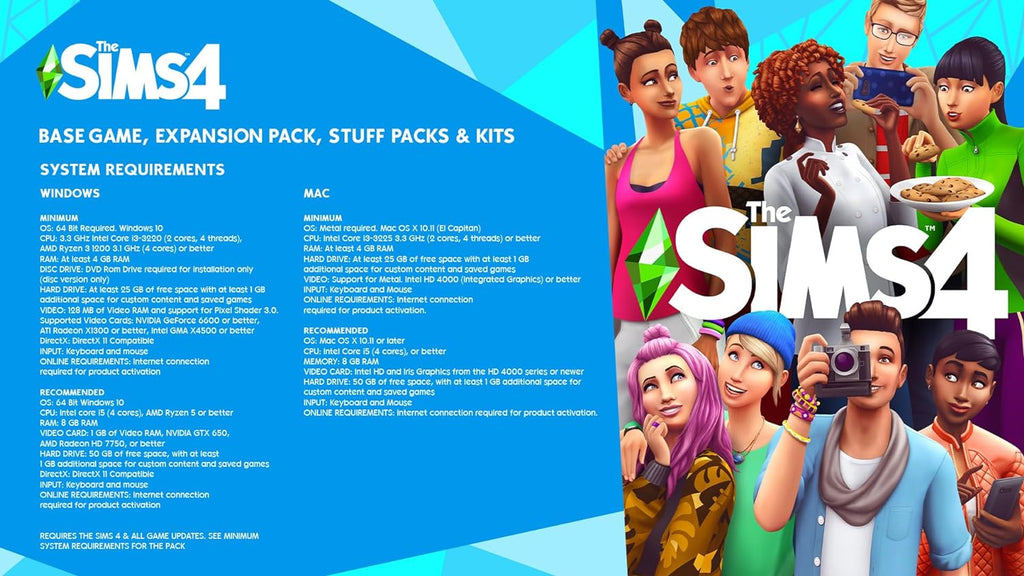 The
SiMS4
BASE GAME, EXPANSION PACK, STUFF PACKS & KITS
SYSTEM REQUIREMENTS
WINDOWS
MINIMUM
OS: 64 Bit Required. Windows 10
CPU: 3.3 GHz Intel Core i3-3220 (2 cores, 4 threads),
AMD Ryzen 3 1200 3.1 GHz (4 cores) or better
RAM: At least 4 GB RAM
DISC DRIVE: DVD Rom Drive required for installation only
(disc version only)
HARD DRIVE: At least 25 GB of free space with at least 1 GB
additional space for custom content and saved games
VIDEO: 128 MB of Video RAM and support for Pixel Shader 3.0.
Supported Video Cards: NVIDIA GeForce 6600 or better,
ATI Radeon X1300 or better, Intel GMA X4500 or better
DirectX: DirectX 11 Compatible
INPUT: Keyboard and mouse
ONLINE REQUIREMENTS: Internet connection
required for product activation
RECOMMENDED
OS: 64 Bit Windows 10
CPU: Intel core i5 (4 cores), AMD Ryzen 5 or better
RAM: 8 GB RAM
VIDEO CARD: 1 GB of Video RAM, NVIDIA GTX 650,
AMD Radeon HD 7750, or better
HARD DRIVE: 50 GB of free space, with at least
1 GB additional space for custom content and saved games
DirectX: DirectX 11 Compatible
INPUT: Keyboard and mouse
ONLINE REQUIREMENTS: Internet connection
required for product activation
REQUIRES THE SIMS 4 & ALL GAME UPDATES. SEE MINIMUM
SYSTEM REQUIREMENTS FOR THE PACK
MAC
MINIMUM
OS: Metal required. Mac OS X 10.11 (El Capitan)
CPU: Intel Core i3-3225 3.3 GHz (2 cores, 4 threads) or better
RAM: At least 4 GB RAM
HARD DRIVE: At least 25 GB of free space with at least 1 GB
additional space for custom content and saved games
VIDEO: Support for Metal. Intel HD 4000 (Integrated Graphics) or better
INPUT: Keyboard and Mouse
ONLINE REQUIREMENTS: Internet connection
required for product activation.
RECOMMENDED
OS: Mac OS X 10.11 or later
CPU: Intel Core i5 (4 cores), or better
MEMORY: 8 GB RAM
VIDEO CARD: Intel HD and Iris Graphics from the HD 4000 series or newer
HARD DRIVE: 50 GB of free space, with at least 1 GB additional space for
custom content and saved games
INPUT: Keyboard and Mouse
ONLINE REQUIREMENTS: Internet connection required for product activation.
The
SiMS4
TM